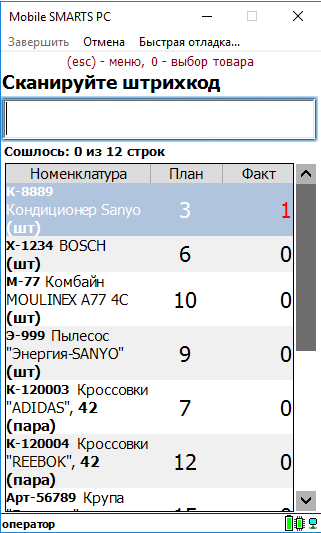 Mobile SMARTS PC
Завершить Отмена Быстрая отладка...
(esc) - меню, 0 - выбор товара
Сканируйте штрихкод
Сошлось: 0 из 12 строк
Номенклатура План Факт
К-8889
Кондиционер Sanyo 3 1
(шт)
Х-1234 BOSCH
(шт) 6 0
М-77 Комбайн
MOULINEX A77 4C 10 0
(шт)
Э-999 Пылесос
"Энергия-SANYO" 9 0
(шт)
К-120003 Кроссовки
"ADIDAS", 42 7 0
(пара)
К-120004 Кроссовки
"REEBOK", 42 12 0
(пара)
Арт-56789 Крупа
оператор